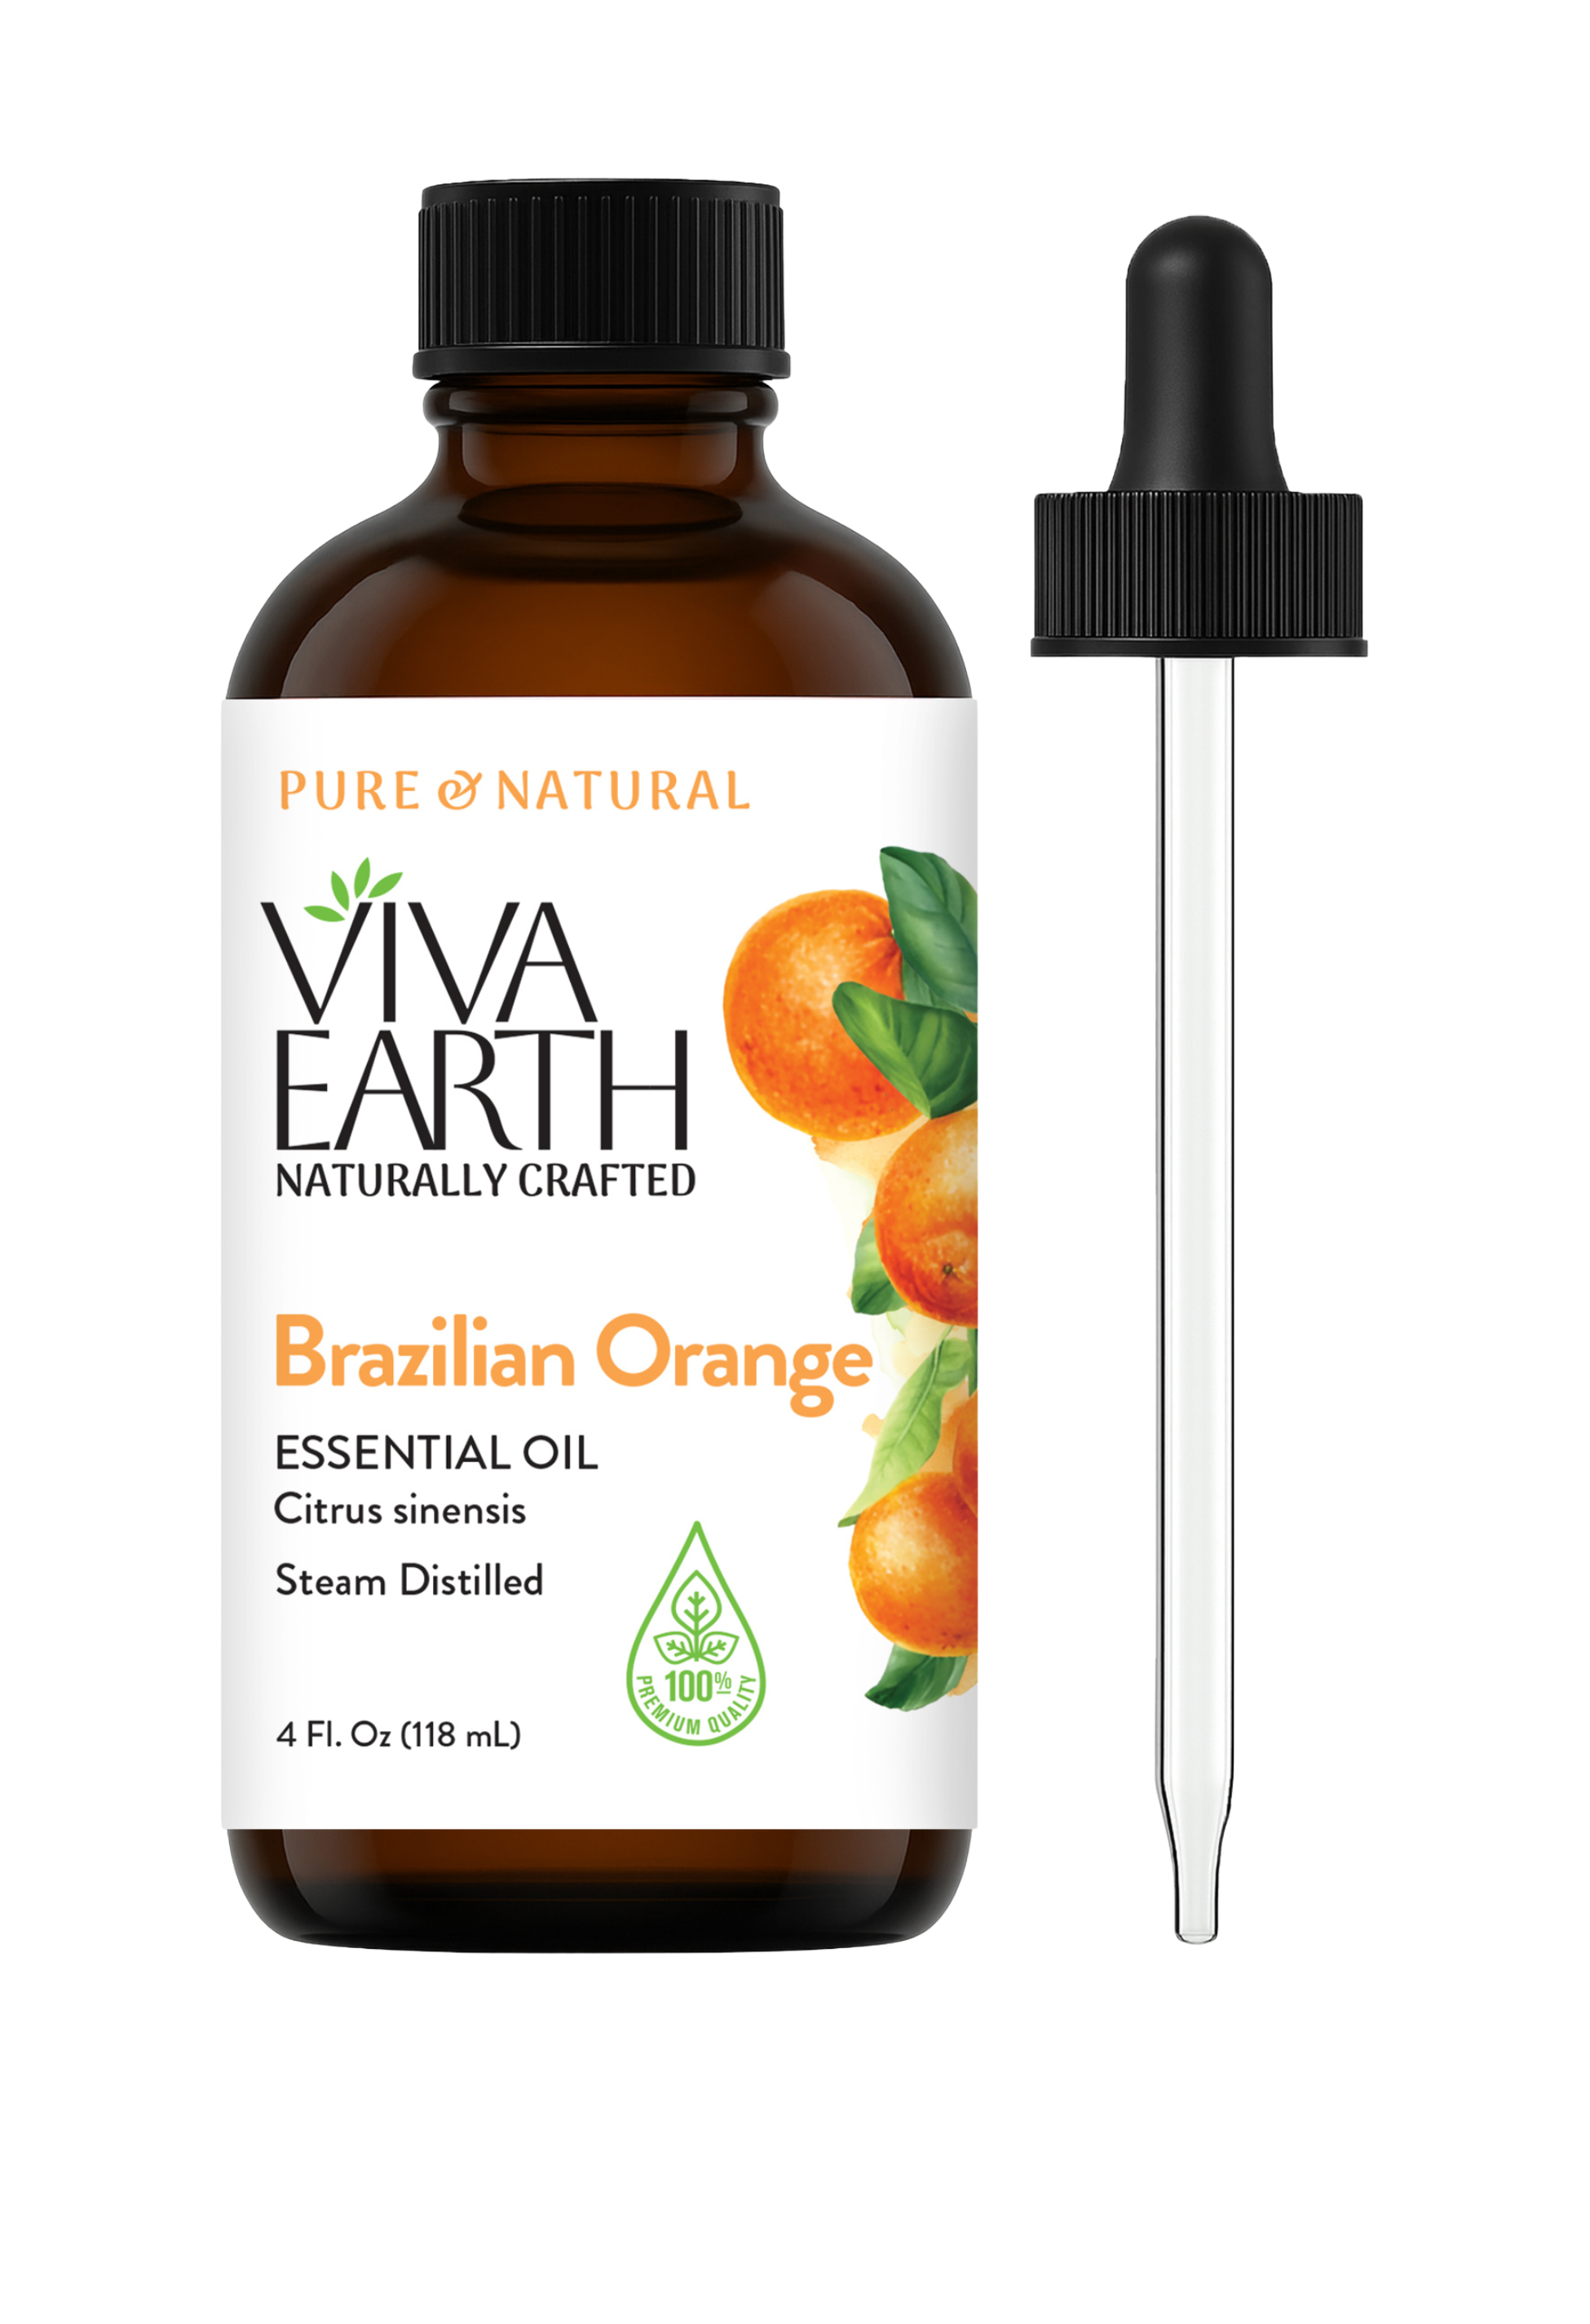 PURE & NATURAL
VIVA
EARTH
NATURALLY CRAFTED
Brazilian Orange
ESSENTIAL OIL
Citrus sinensis
Steam Distilled
100%
PREMIUM QUALITY
4 Fl. Oz (118 mL)